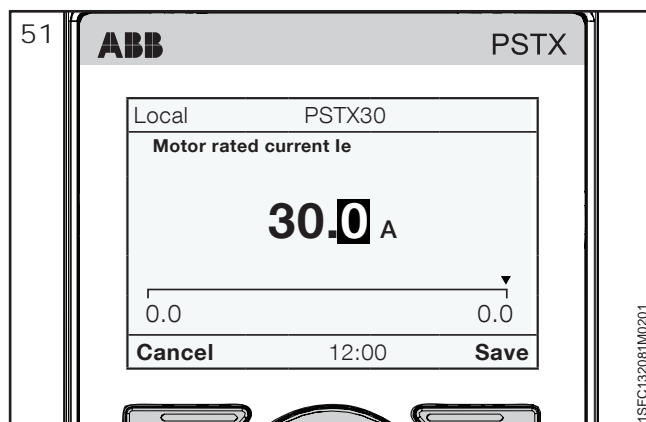 51
ABB PSTX
Local PSTX30
Motor rated current Ie
30.0 A
0.0 0.0
Cancel 12:00 Save
1SFC132081M0201